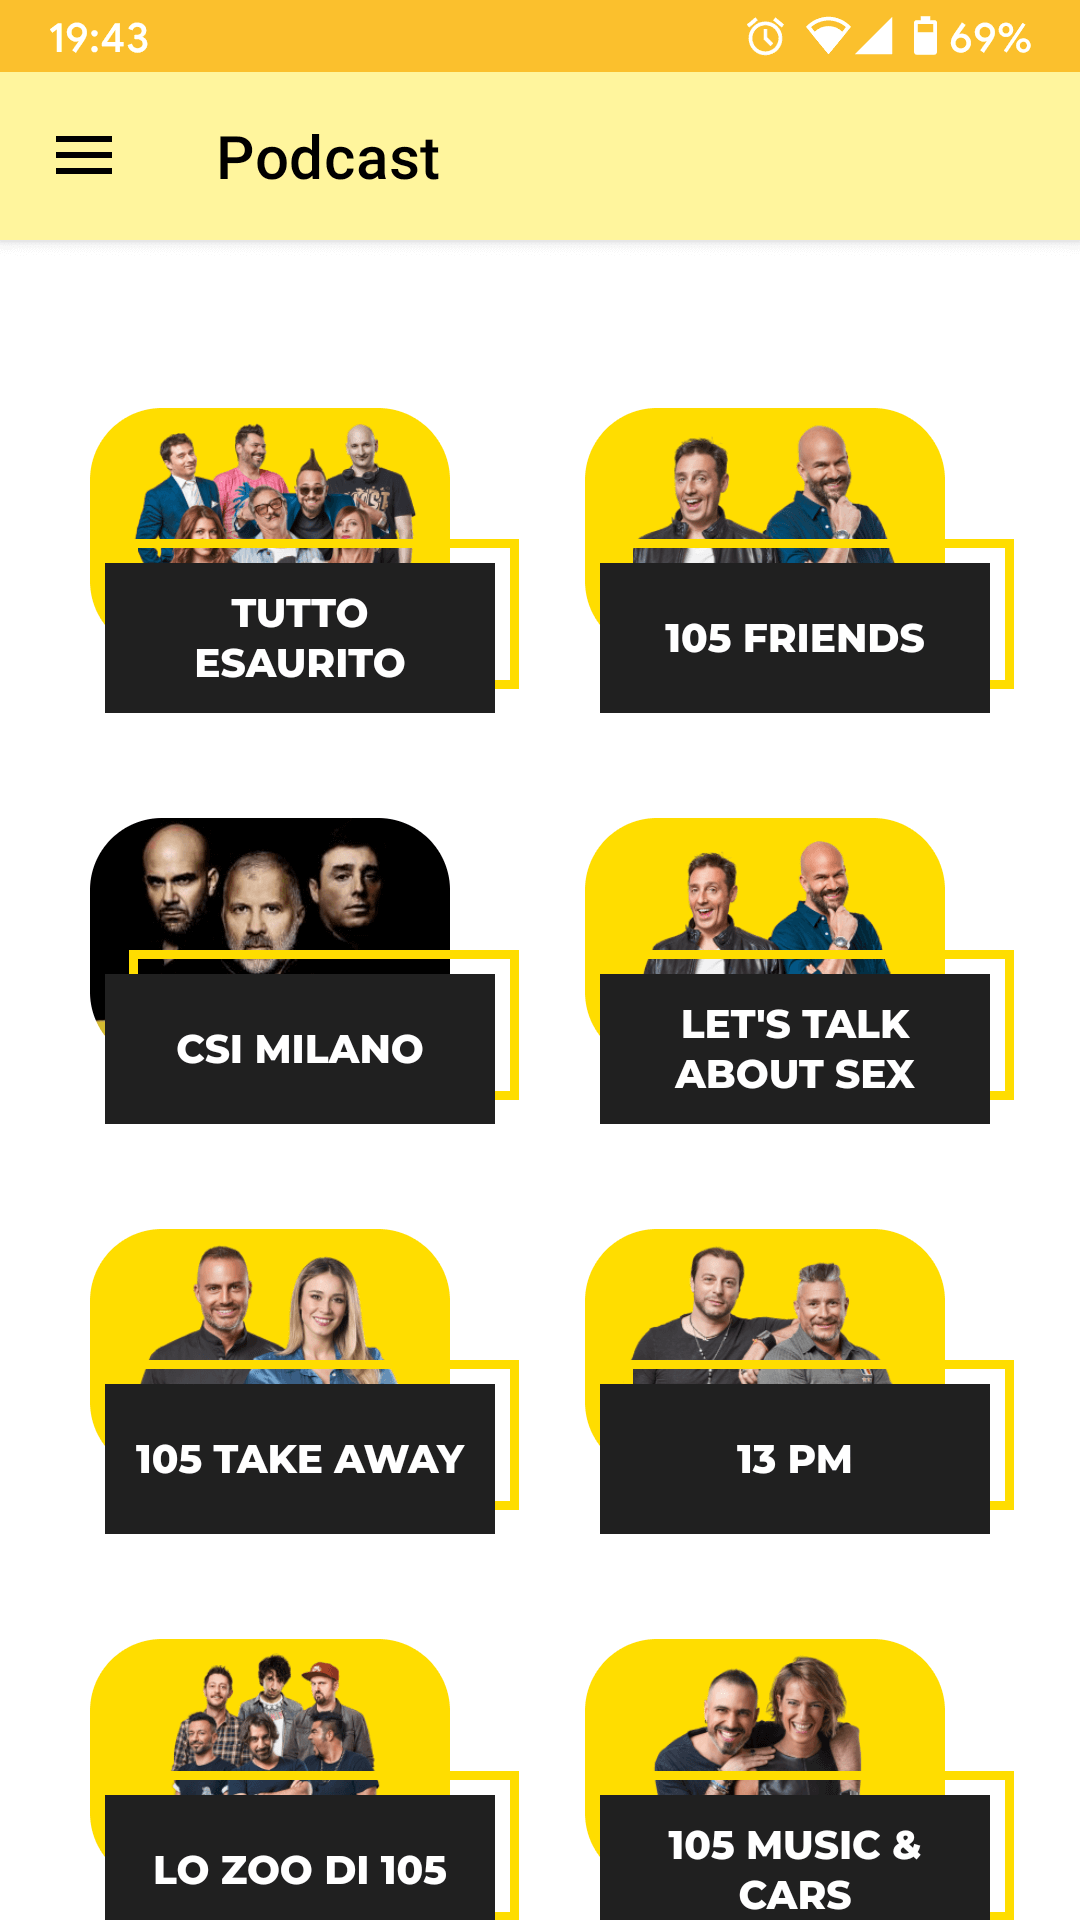 19:43
69%
Podcast
TUTTO
ESAURITO
105 FRIENDS
CSI MILANO
LET'S TALK
ABOUT SEX
105 TAKE AWAY
13 PM
LO ZOO DI 105
105 MUSIC &
CARS